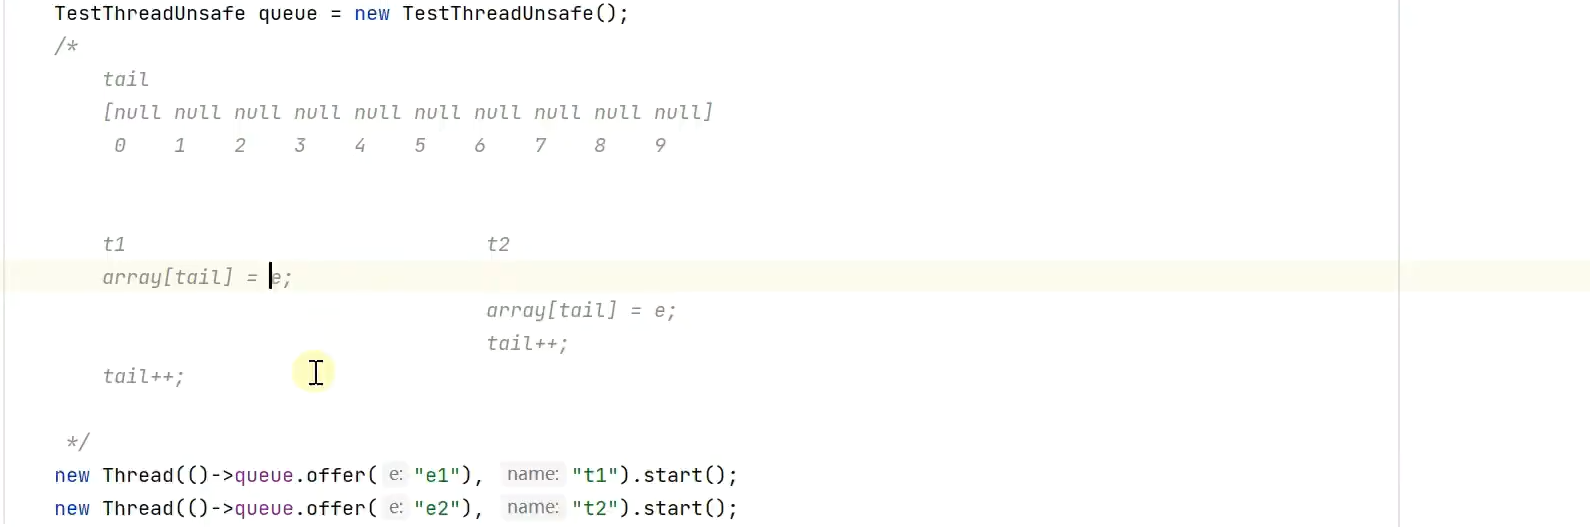 TestThreadUnsafe queue = new TestThreadUnsafe();
/*
tail
[null null null null null null null null null null]
0 1 2 3 4 5 6 7 8 9
t1 t2
array[tail] = e;
array[tail] = e;
tail++;
tail++;
*/
new Thread(()->queue.offer( e: "e1"), name: "t1").start();
new Thread(()->queue.offer( e: "e2"), name: "t2").start();